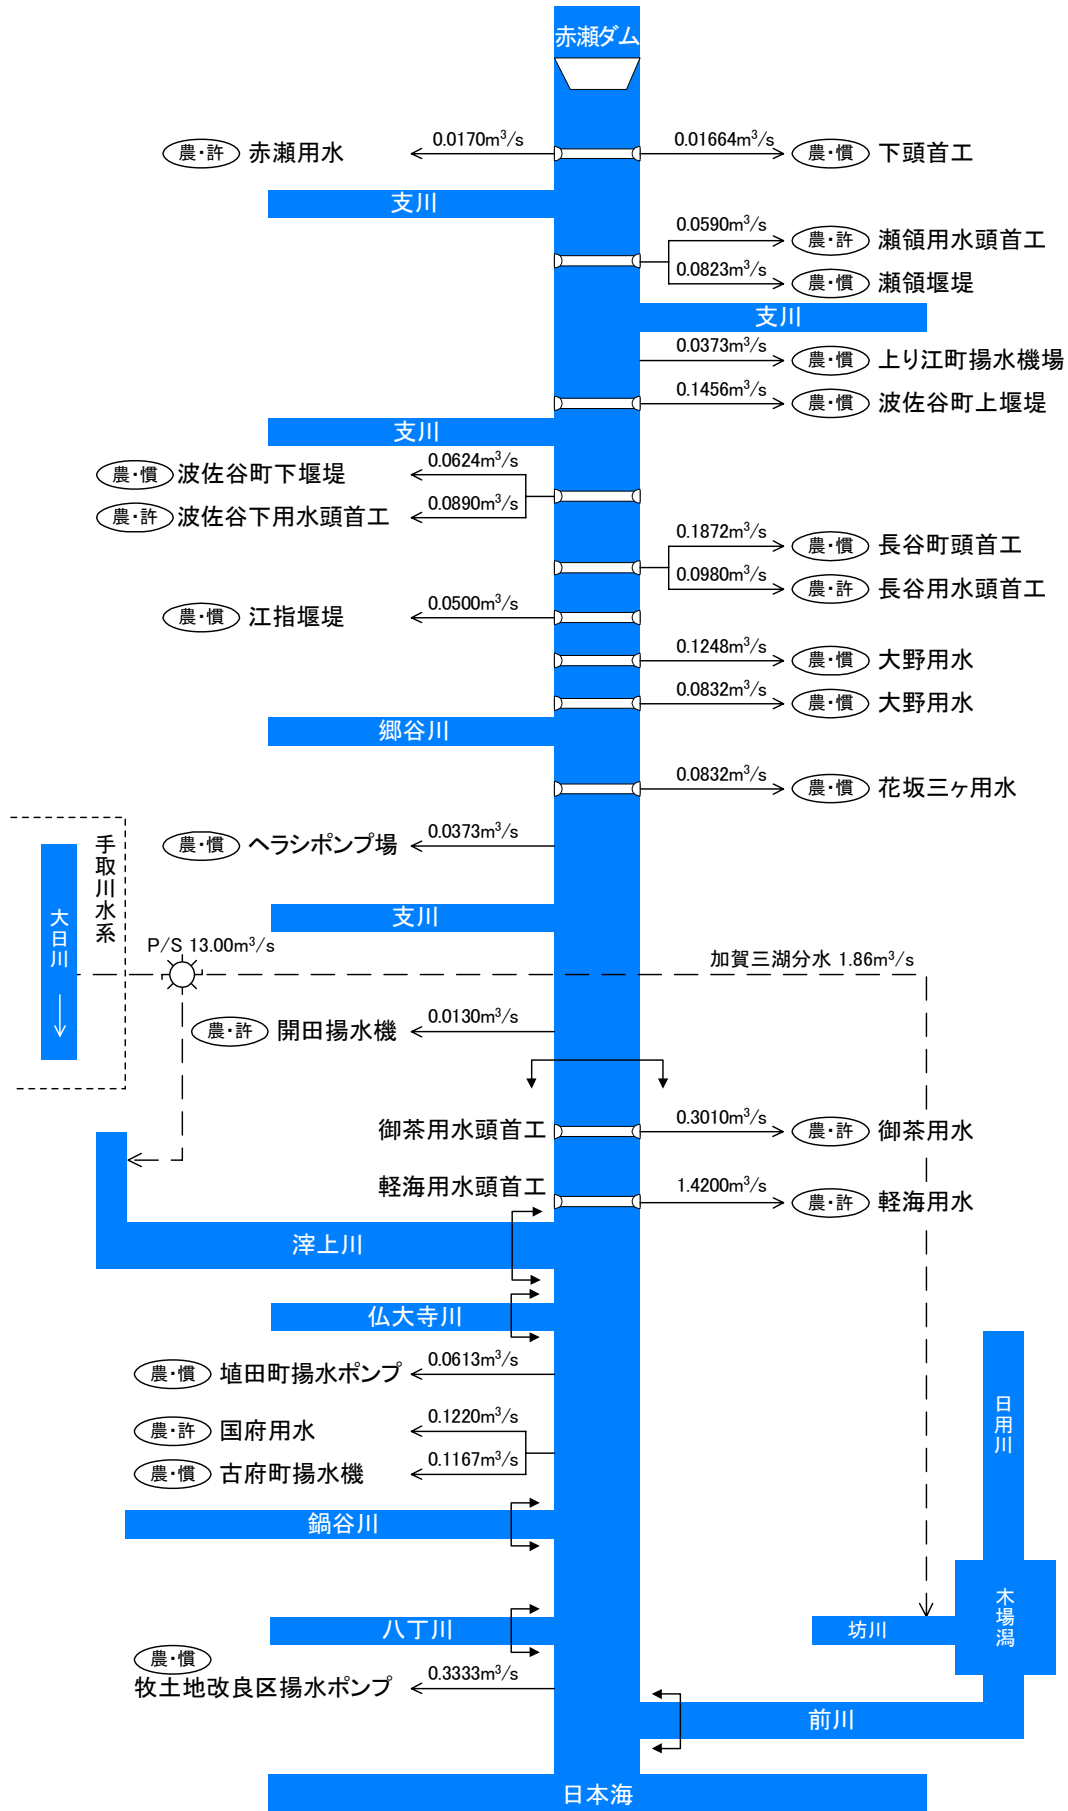 赤瀬ダム
農・許 赤瀬用水 0.0170m³/s
0.01664m³/s 農・慣 下頭首工
支川
0.0590m³/s 農・許 瀬領用水頭首工
0.0823m³/s 農・慣 瀬領堰堤
支川
0.0373m³/s 農・慣 上り江町揚水機場
0.1456m³/s 農・慣 波佐谷町上堰堤
支川
農・慣 波佐谷町下堰堤 0.0624m³/s
農・許 波佐谷下用水頭首工 0.0890m³/s
0.1872m³/s 農・慣 長谷町頭首工
0.0980m³/s 農・許 長谷用水頭首工
農・慣 江指堰堤 0.0500m³/s
0.1248m³/s 農・慣 大野用水
0.0832m³/s 農・慣 大野用水
郷谷川
0.0832m³/s 農・慣 花坂三ヶ用水
農・慣 ヘラシポンプ場 0.0373m³/s
手取川水系
大日川
支川
P/S 13.00m³/s
加賀三湖分水 1.86m³/s
農・許 開田揚水機 0.0130m³/s
御茶用水頭首工 0.3010m³/s 農・許 御茶用水
軽海用水頭首工 1.4200m³/s 農・許 軽海用水
滓上川
仏大寺川
農・慣 埴田町揚水ポンプ 0.0613m³/s
農・許 国府用水 0.1220m³/s
農・慣 古府町揚水機 0.1167m³/s
日用川
鍋谷川
木場潟
八丁川
坊川
農・慣
牧土地改良区揚水ポンプ 0.3333m³/s
前川
日本海